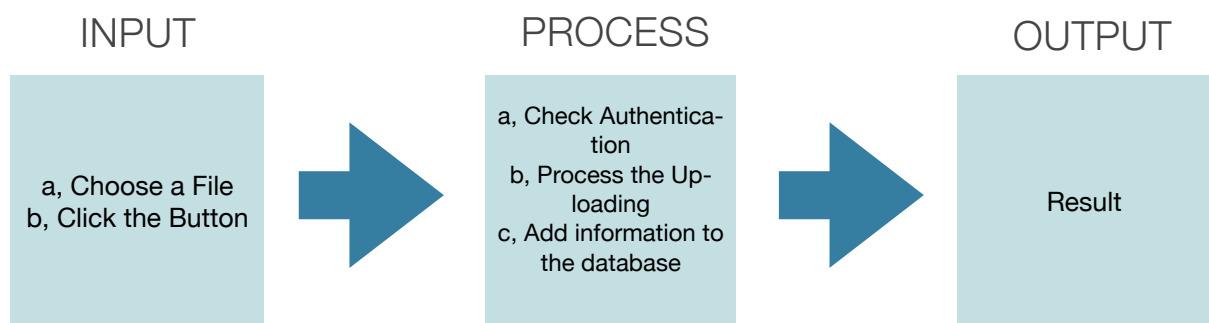 INPUT
PROCESS
OUTPUT
a, Choose a File
b, Click the Button
a, Check Authentica-
tion
b, Process the Up-
loading
c, Add information to
the database
Result